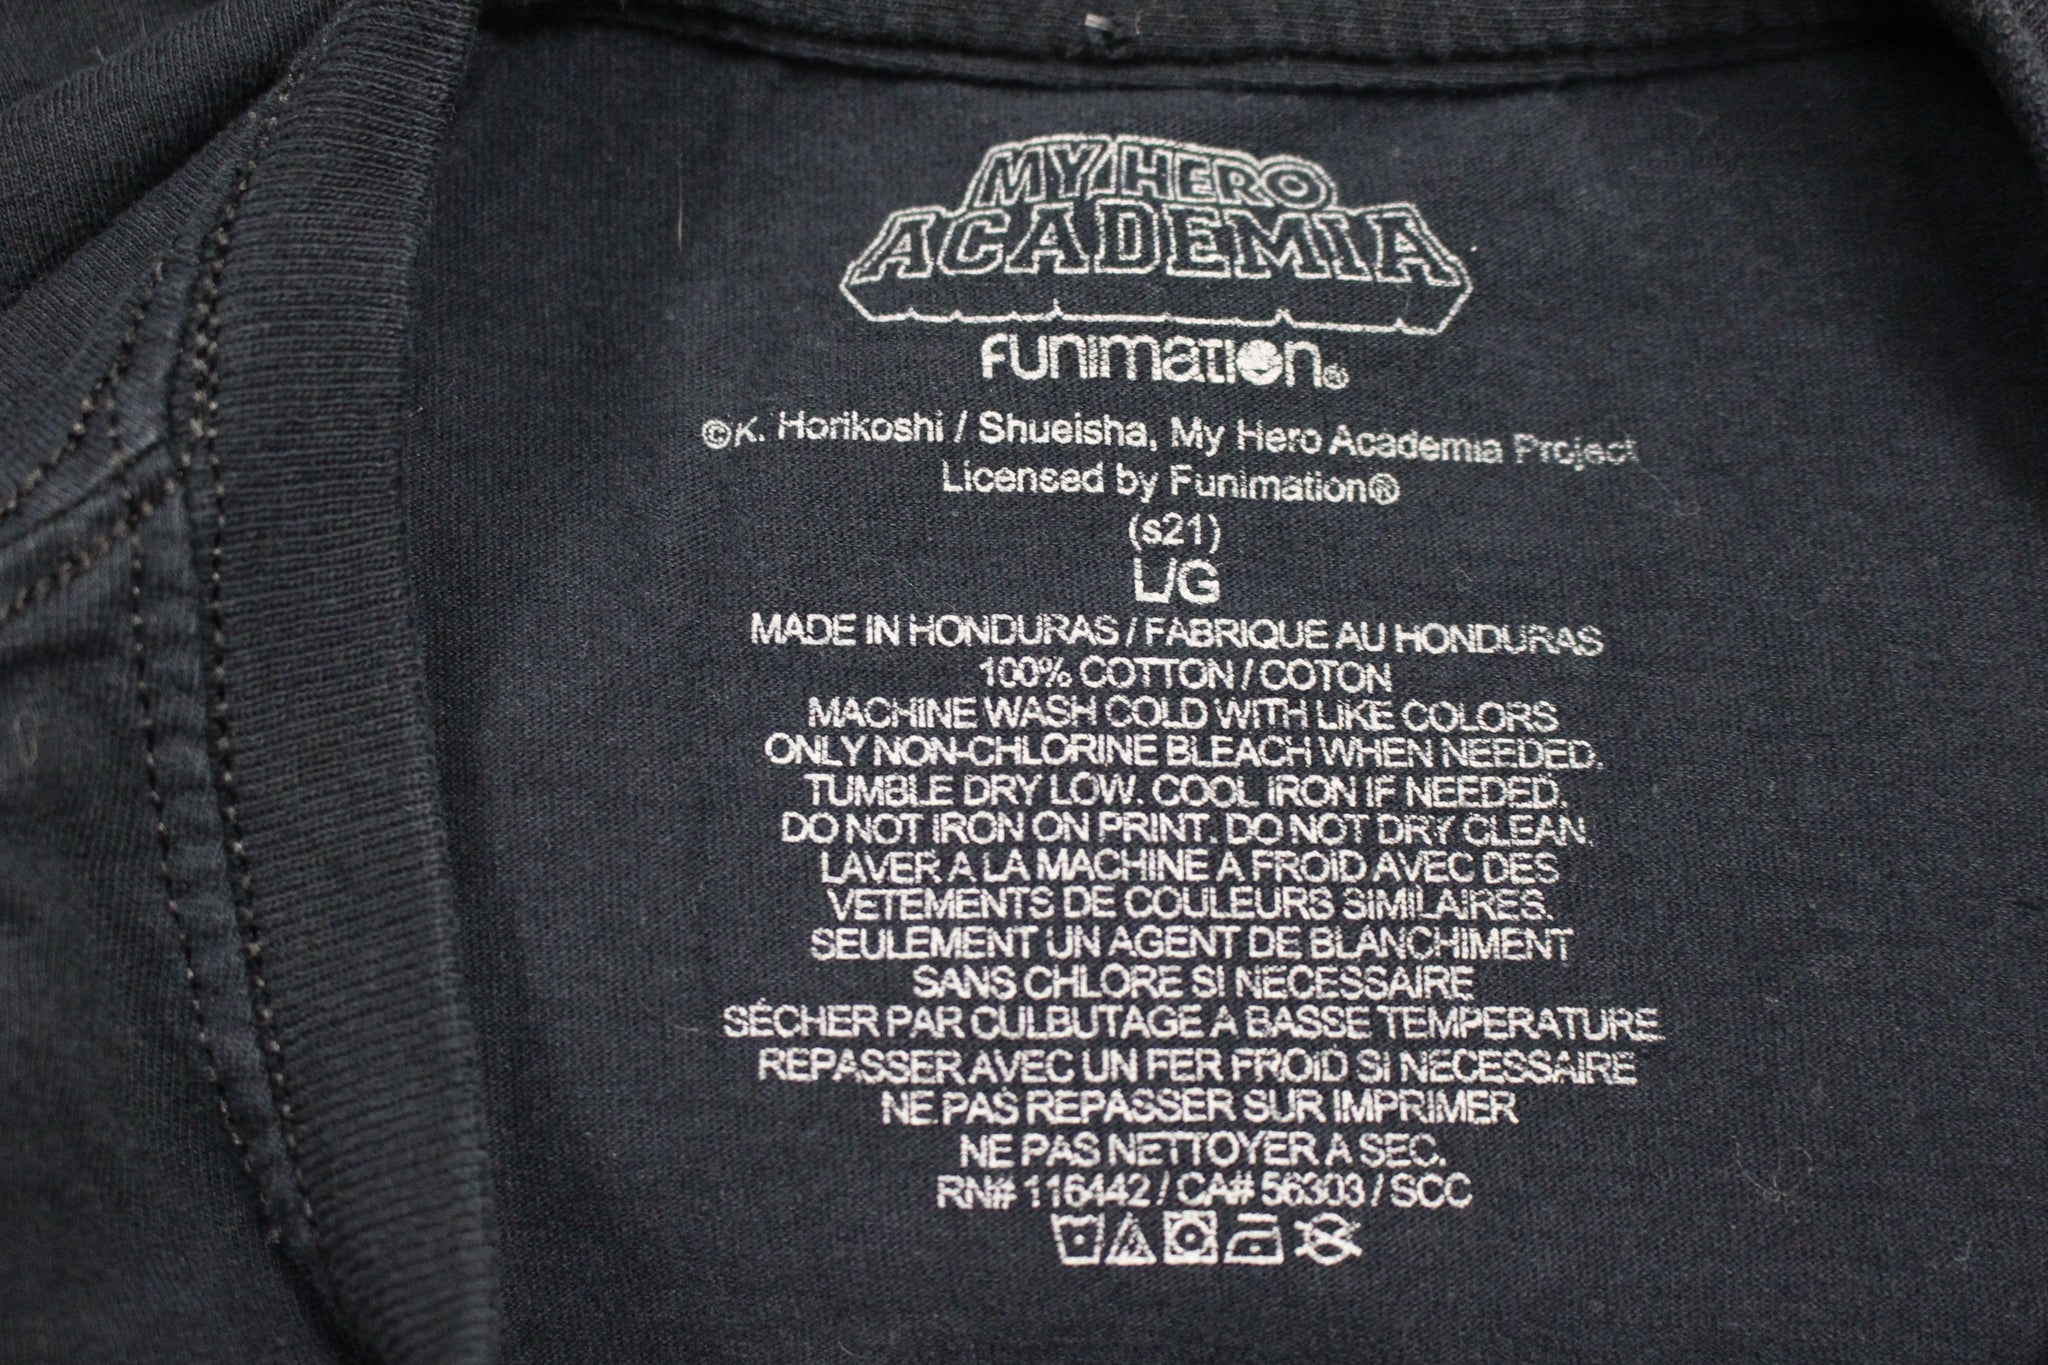 MY HERO
ACADEMIA
FUNIMATION®
©K. Horikoshi / Shueisha, My Hero Academia Project
Licensed by Funimation®
(s21)
L/G
MADE IN HONDURAS / FABRIQUE AU HONDURAS
100% COTTON / COTON
MACHINE WASH COLD WITH LIKE COLORS
ONLY NON-CHLORINE BLEACH WHEN NEEDED.
TUMBLE DRY LOW. COOL IRON IF NEEDED.
DO NOT IRON ON PRINT. DO NOT DRY CLEAN.
LAVER A LA MACHINE A FROID AVEC DES
VETEMENTS DE COULEURS SIMILAIRES.
SEULEMENT UN AGENT DE BLANCHIMENT
SANS CHLORE SI NECESSAIRE
SÉCHER PAR CULBUTAGE A BASSE TEMPERATURE
REPASSER AVEC UN FER FROID SI NECESSAIRE
NE PAS REPASSER SUR IMPRIMER
NE PAS NETTOYER A SEC.
RN# 116442 / CA# 56303 / SCC